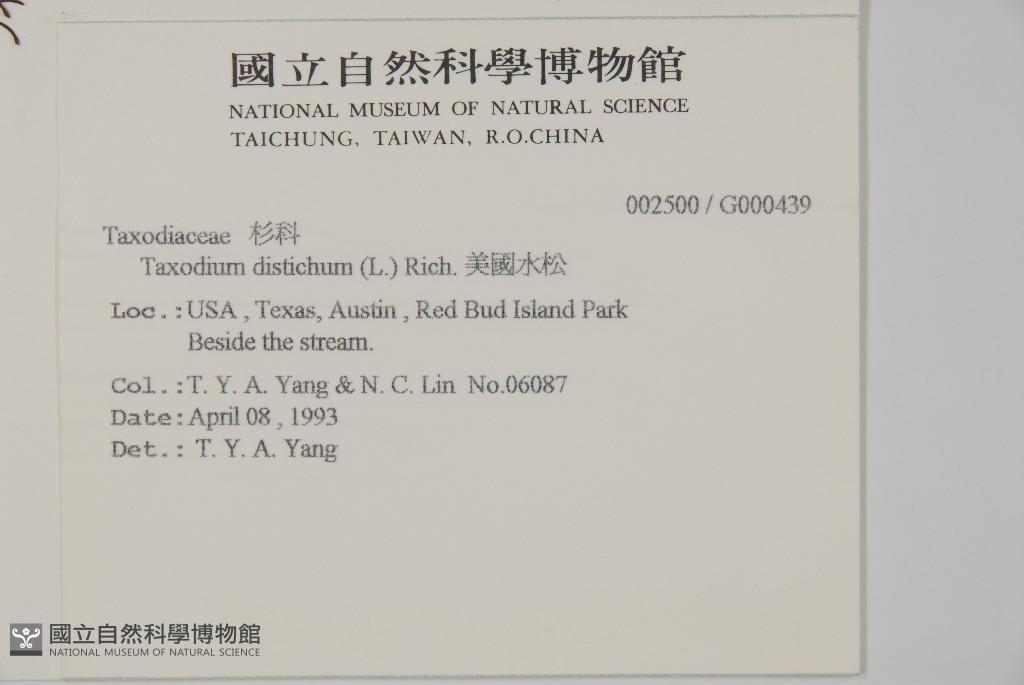 國立自然科學博物館
NATIONAL MUSEUM OF NATURAL SCIENCE
TAICHUNG, TAIWAN, R.O.CHINA
002500 / G000439
Taxodiaceae 杉科
Taxodium distichum (L.) Rich. 美國水松
Loc.:USA , Texas, Austin , Red Bud Island Park
Beside the stream.
Col.:T. Y. A. Yang & N. C. Lin No.06087
Date:April 08 , 1993
Det.: T. Y. A. Yang
國立自然科學博物館
NATIONAL MUSEUM OF NATURAL SCIENCE